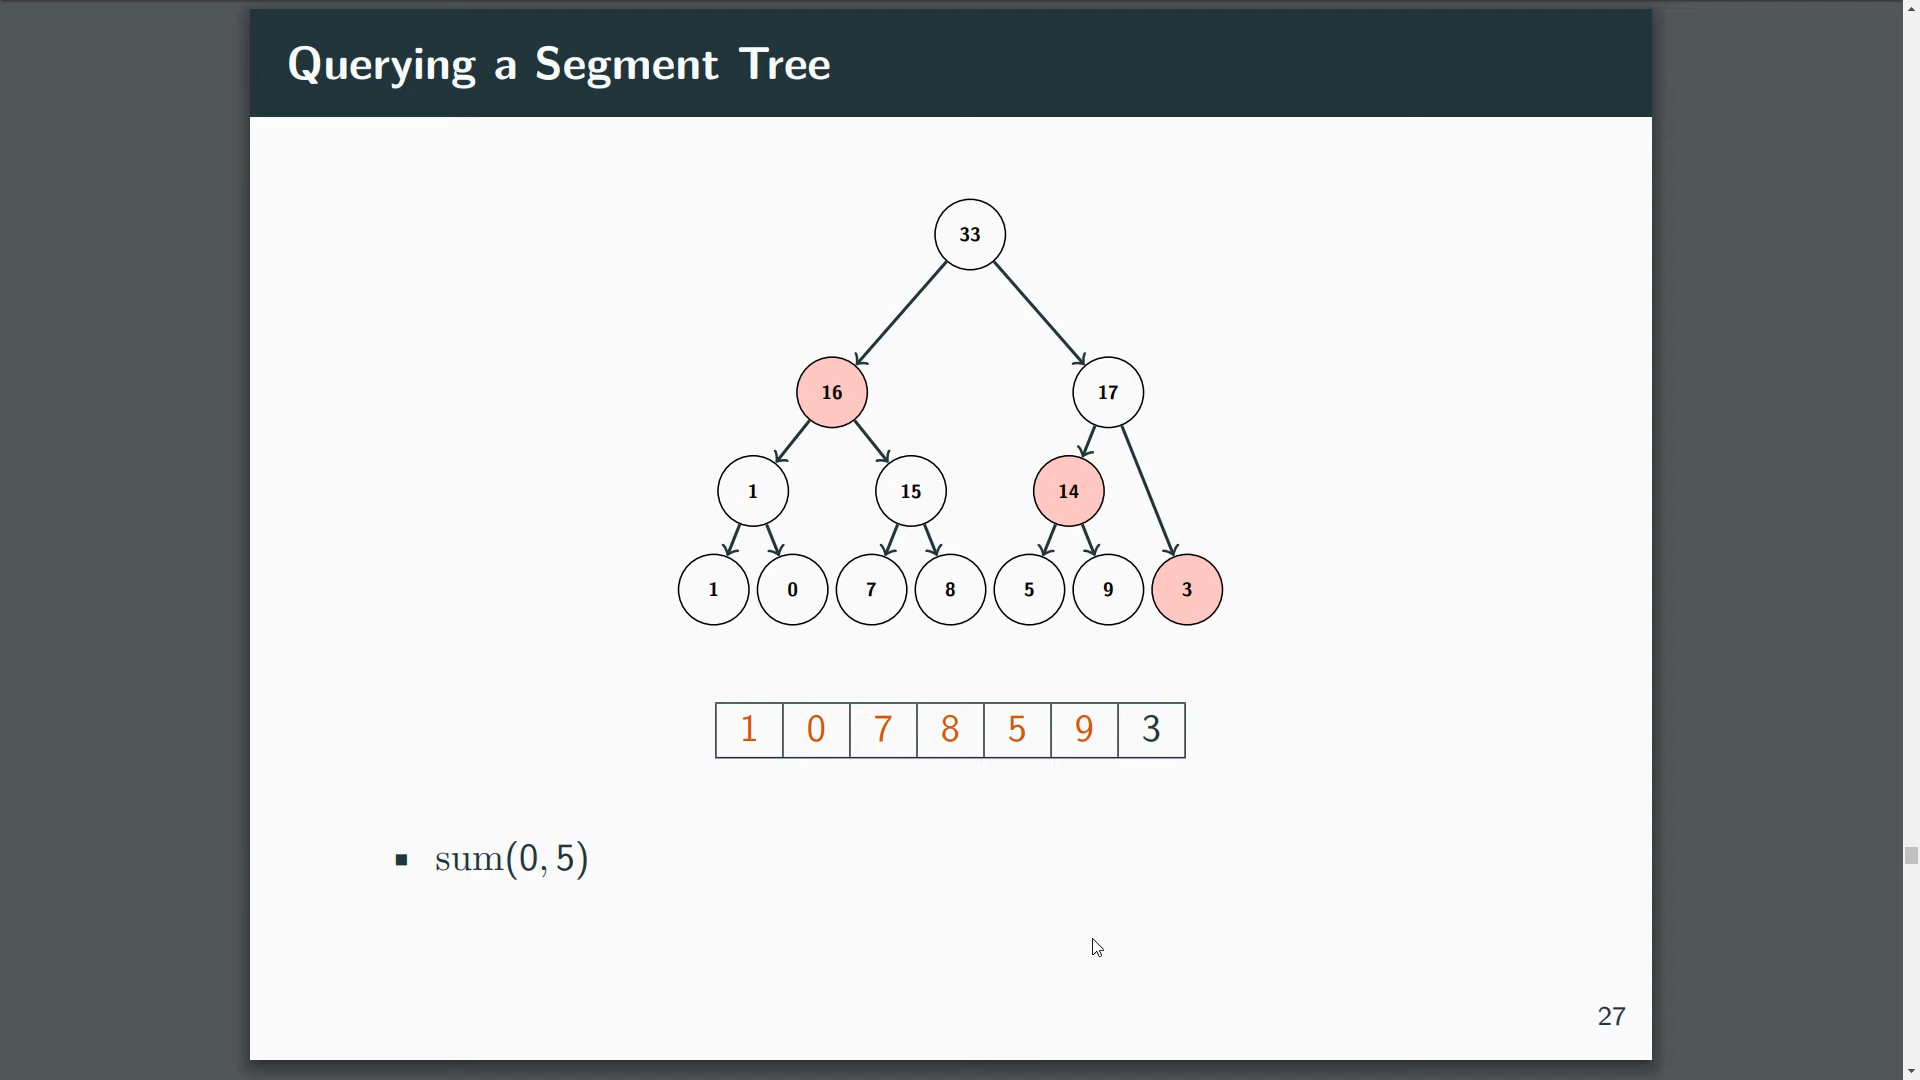 Querying a Segment Tree
33
16 17
1 15 14
1 0 7 8 5 9 3
1 0 7 8 5 9 3
▪ sum(0, 5)
27